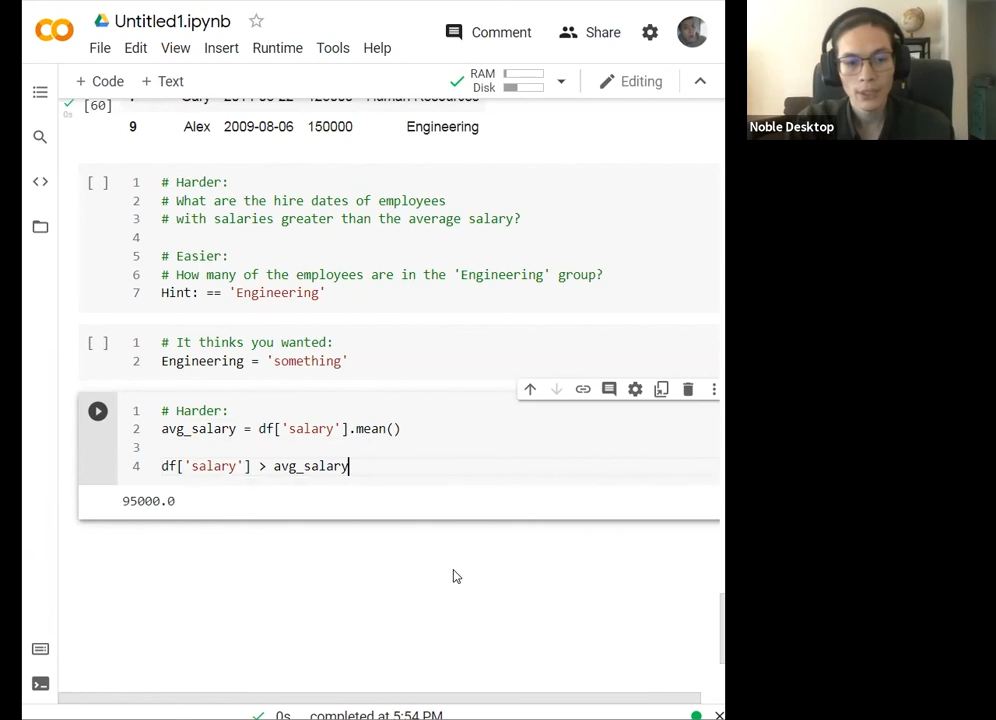 Untitled1.ipynb
File Edit View Insert Runtime Tools Help
Comment
Share
+ Code + Text
RAM
Disk
Editing
[60]
0s
9 Alex 2009-08-06 150000 Engineering
[ ]
1 # Harder:
2 # What are the hire dates of employees
3 # with salaries greater than the average salary?
4
5 # Easier:
6 # How many of the employees are in the 'Engineering' group?
7 Hint: == 'Engineering'
[ ]
1 # It thinks you wanted:
2 Engineering = 'something'
1 # Harder:
2 avg_salary = df['salary'].mean()
3
4 df['salary'] > avg_salary
95000.0
0s completed at 5:54 PM
Noble Desktop